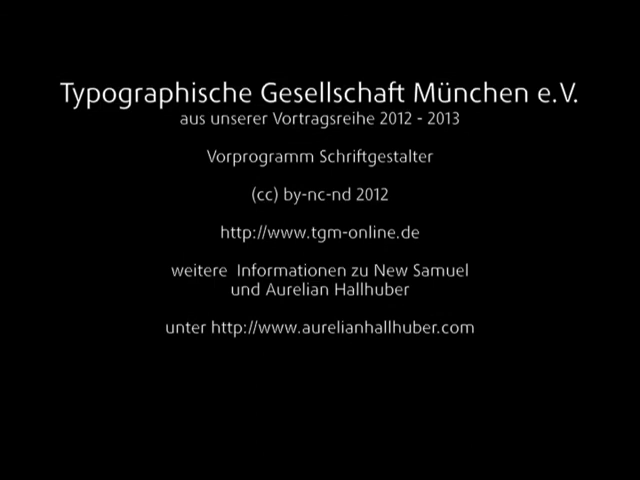 Typographische Gesellschaft München e.V.
aus unserer Vortragsreihe 2012 - 2013
Vorprogramm Schriftgestalter
(cc) by-nc-nd 2012
http://www.tgm-online.de
weitere  Informationen zu New Samuel
und Aurelian Hallhuber
unter http://www.aurelianhallhuber.com